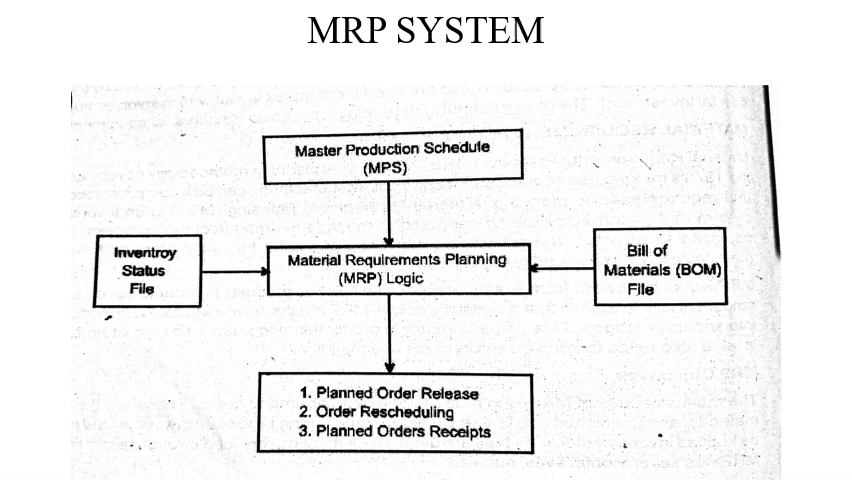 MRP SYSTEM
Master Production Schedule
(MPS)
Inventroy
Status
File
Material Requirements Planning
(MRP) Logic
Bill of
Materials (BOM)
File
1. Planned Order Release
2. Order Rescheduling
3. Planned Orders Receipts